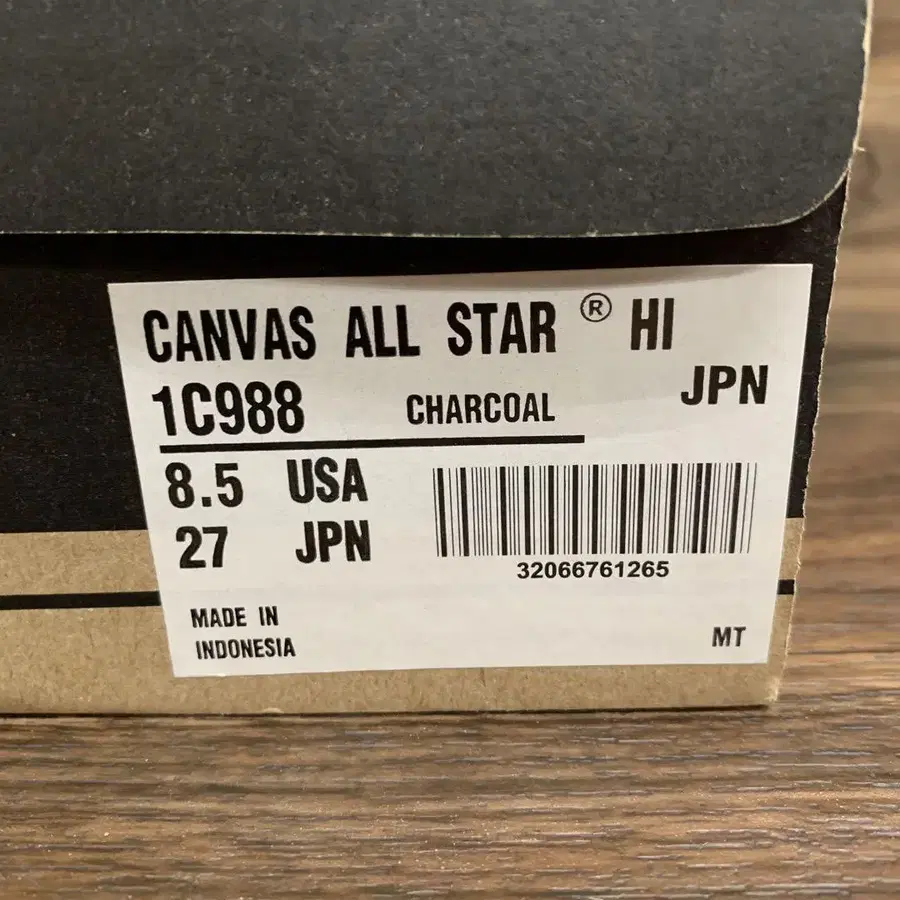 CANVAS ALL STAR ® HI
JPN
1C988 CHARCOAL
8.5 USA
27 JPN
32066761265
MADE IN
INDONESIA
MT